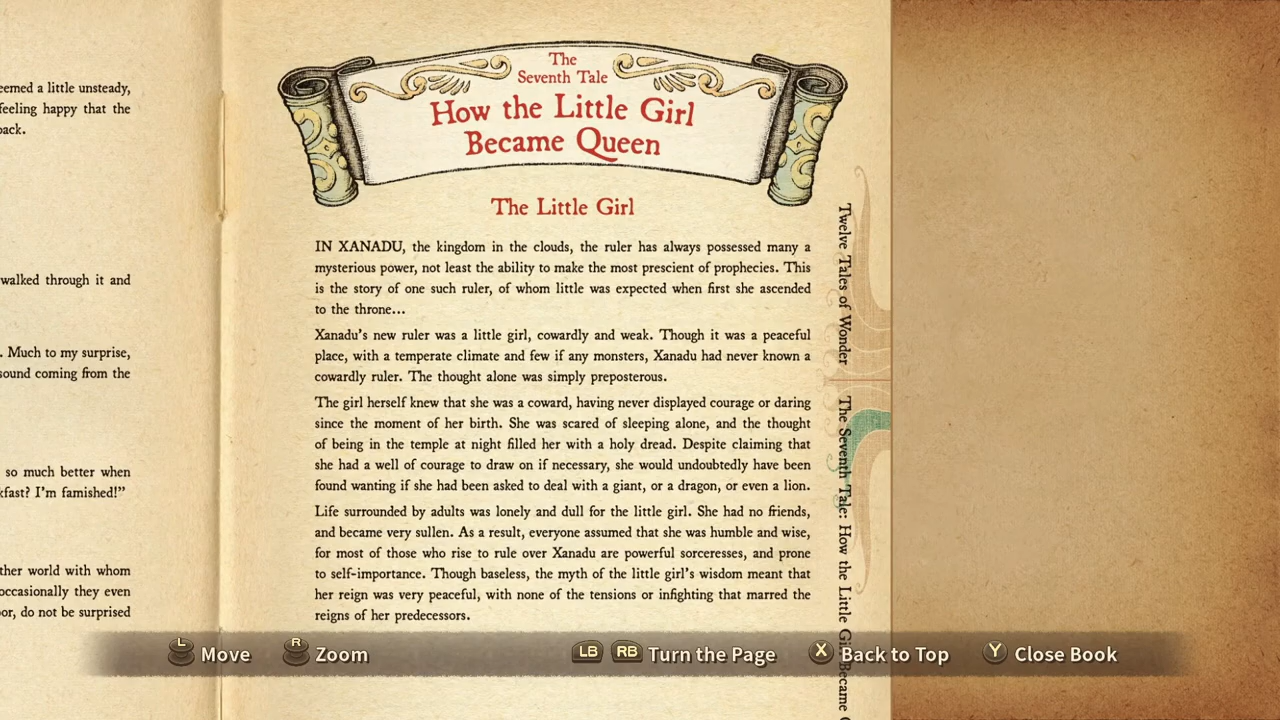 eemed a little unsteady,
feeling happy that the
back.
walked through it and
. Much to my surprise,
sound coming from the
so much better when
kfast? I'm famished!"
ther world with whom
occasionally they even
or, do not be surprised
The
Seventh Tale
How the Little Girl
Became Queen
The Little Girl
IN XANADU, the kingdom in the clouds, the ruler has always possessed many a
mysterious power, not least the ability to make the most prescient of prophecies. This
is the story of one such ruler, of whom little was expected when first she ascended
to the throne...
Xanadu's new ruler was a little girl, cowardly and weak. Though it was a peaceful
place, with a temperate climate and few if any monsters, Xanadu had never known a
cowardly ruler. The thought alone was simply preposterous.
The girl herself knew that she was a coward, having never displayed courage or daring
since the moment of her birth. She was scared of sleeping alone, and the thought
of being in the temple at night filled her with a holy dread. Despite claiming that
she had a well of courage to draw on if necessary, she would undoubtedly have been
found wanting if she had been asked to deal with a giant, or a dragon, or even a lion.
Life surrounded by adults was lonely and dull for the little girl. She had no friends,
and became very sullen. As a result, everyone assumed that she was humble and wise,
for most of those who rise to rule over Xanadu are powerful sorceresses, and prone
to self-importance. Though baseless, the myth of the little girl's wisdom meant that
her reign was very peaceful, with none of the tensions or infighting that marred the
reigns of her predecessors.
Twelve Tales of Wonder The Seventh Tale: How the Little Girl Became
L Move R Zoom LB RB Turn the Page X Back to Top Y Close Book